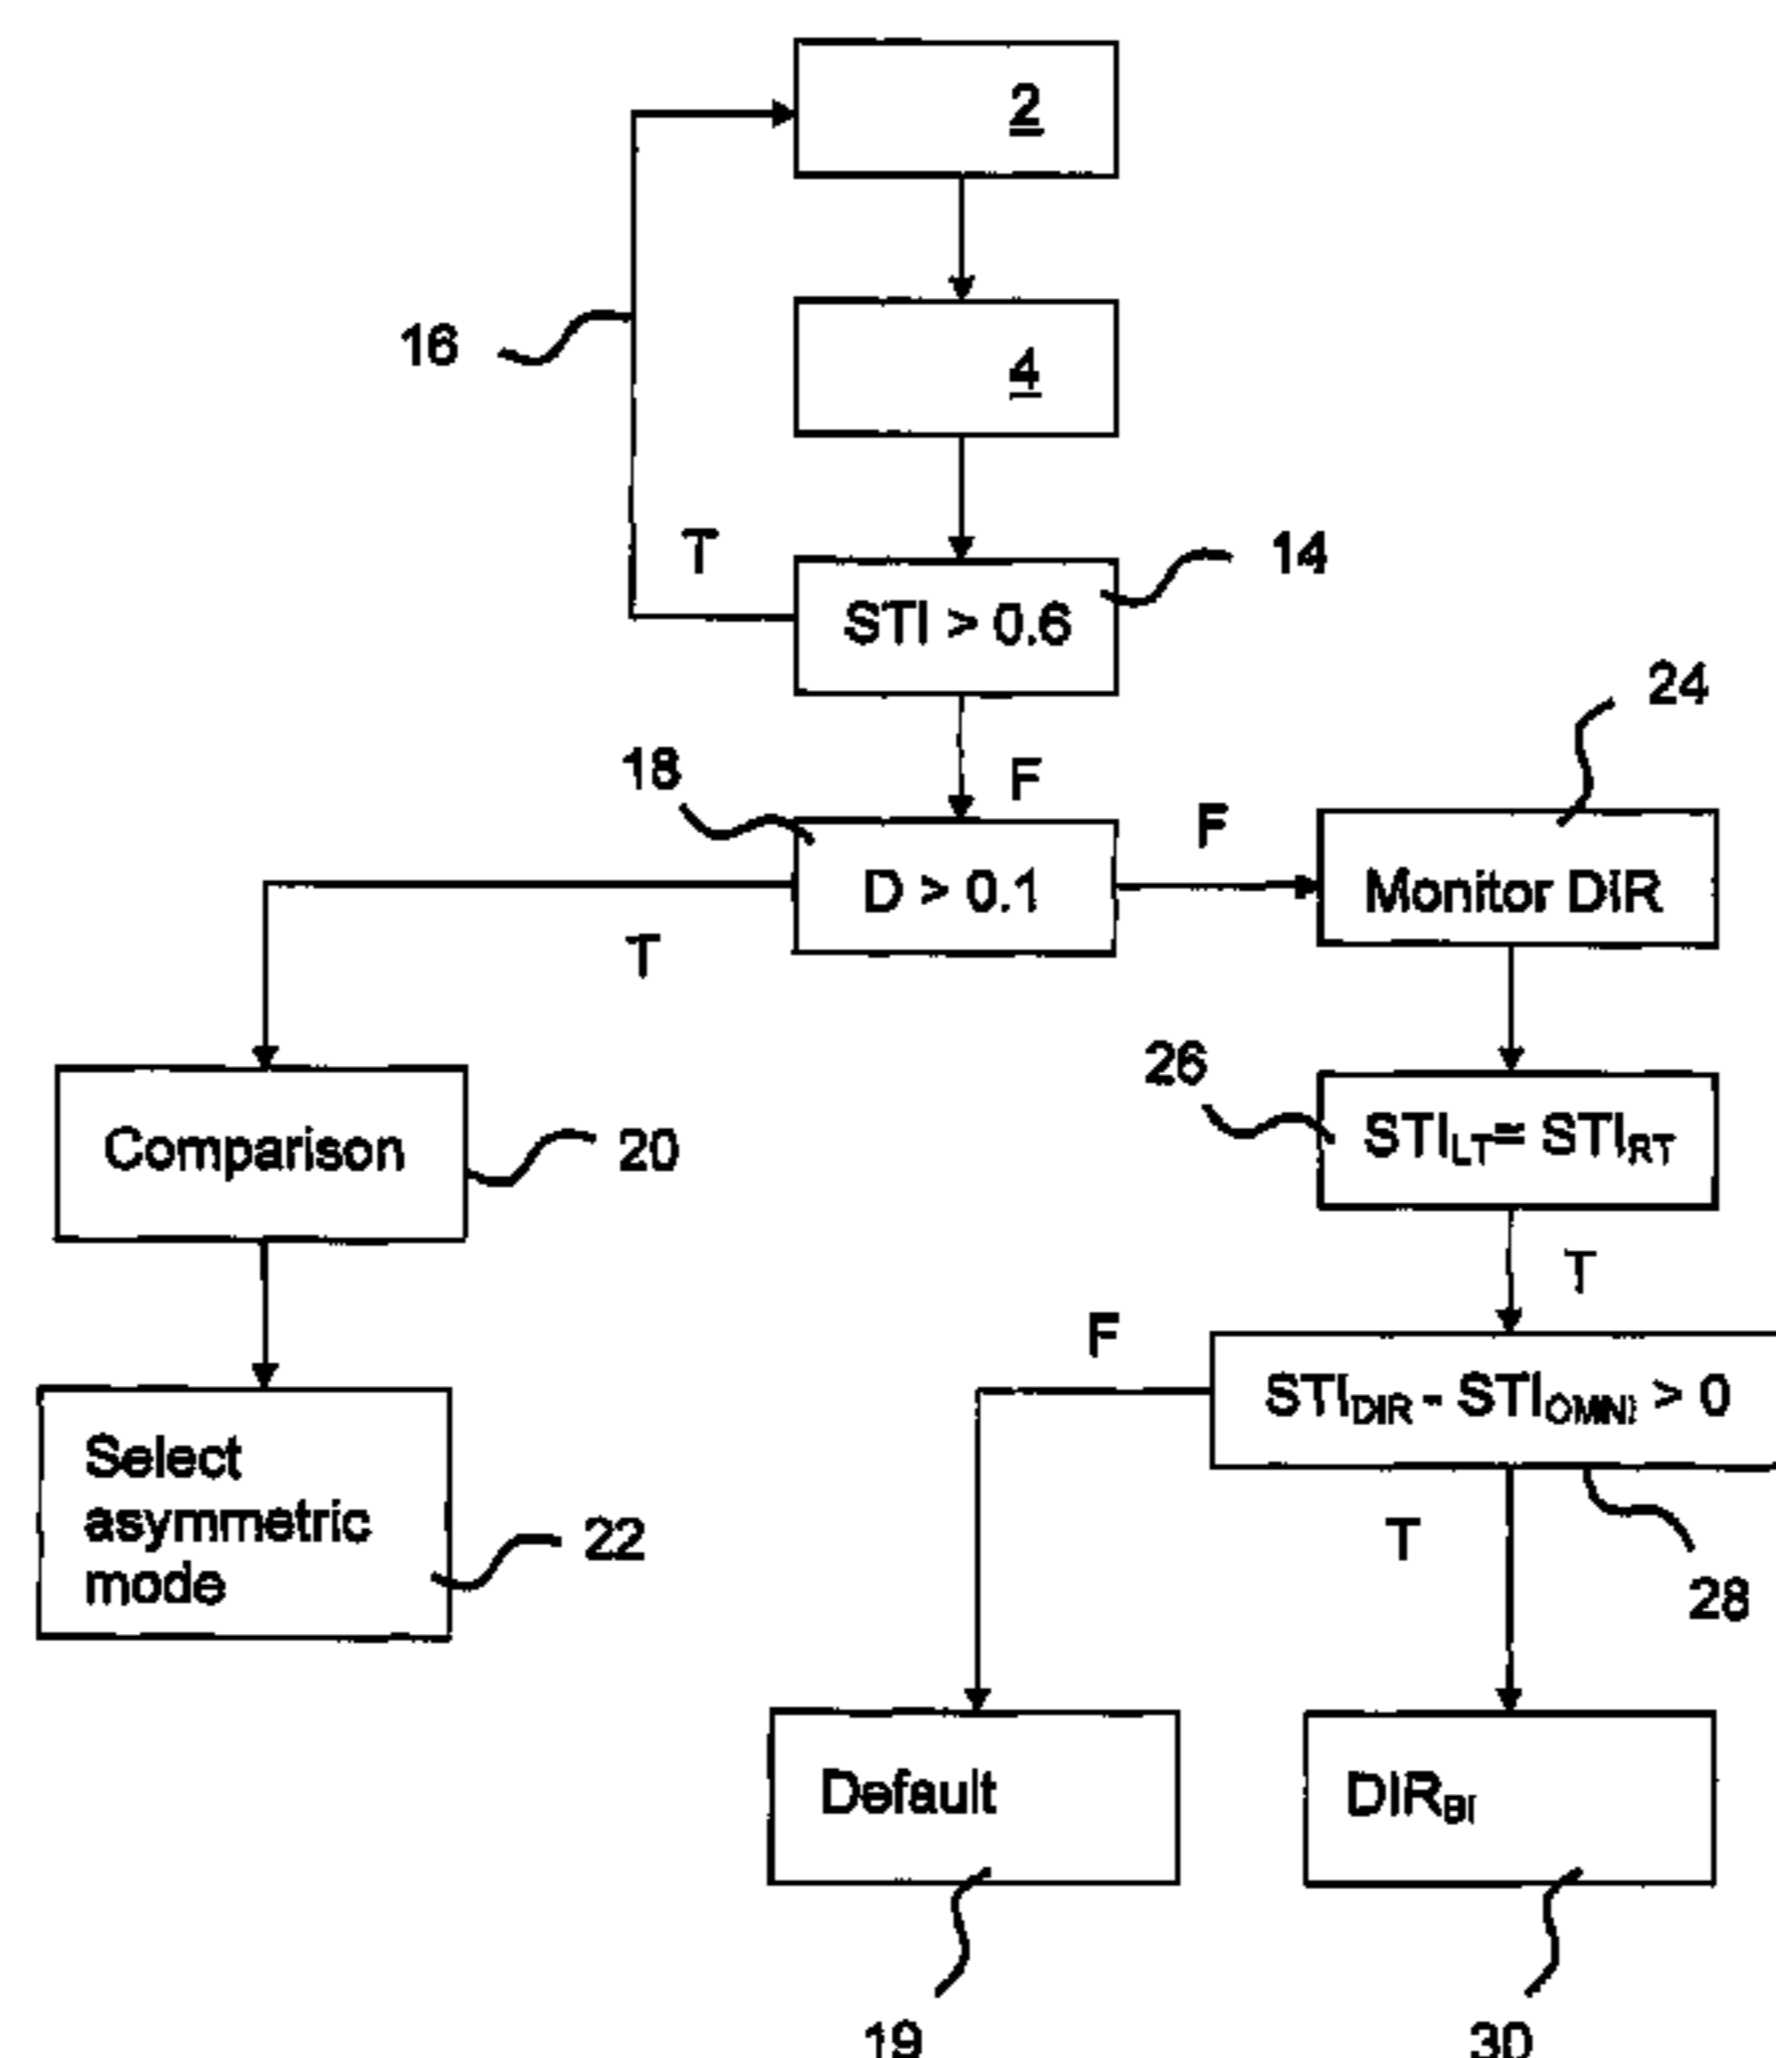 2
16
4
T
14
STI > 0.6
24
18
F
F
D > 0.1
Monitor DIR
T
26
STILT = STIRT
Comparison
20
T
F
STIDIR - STIOMNI > 0
Select
asymmetric
mode
22
T
28
Default
DIRBI
19
30